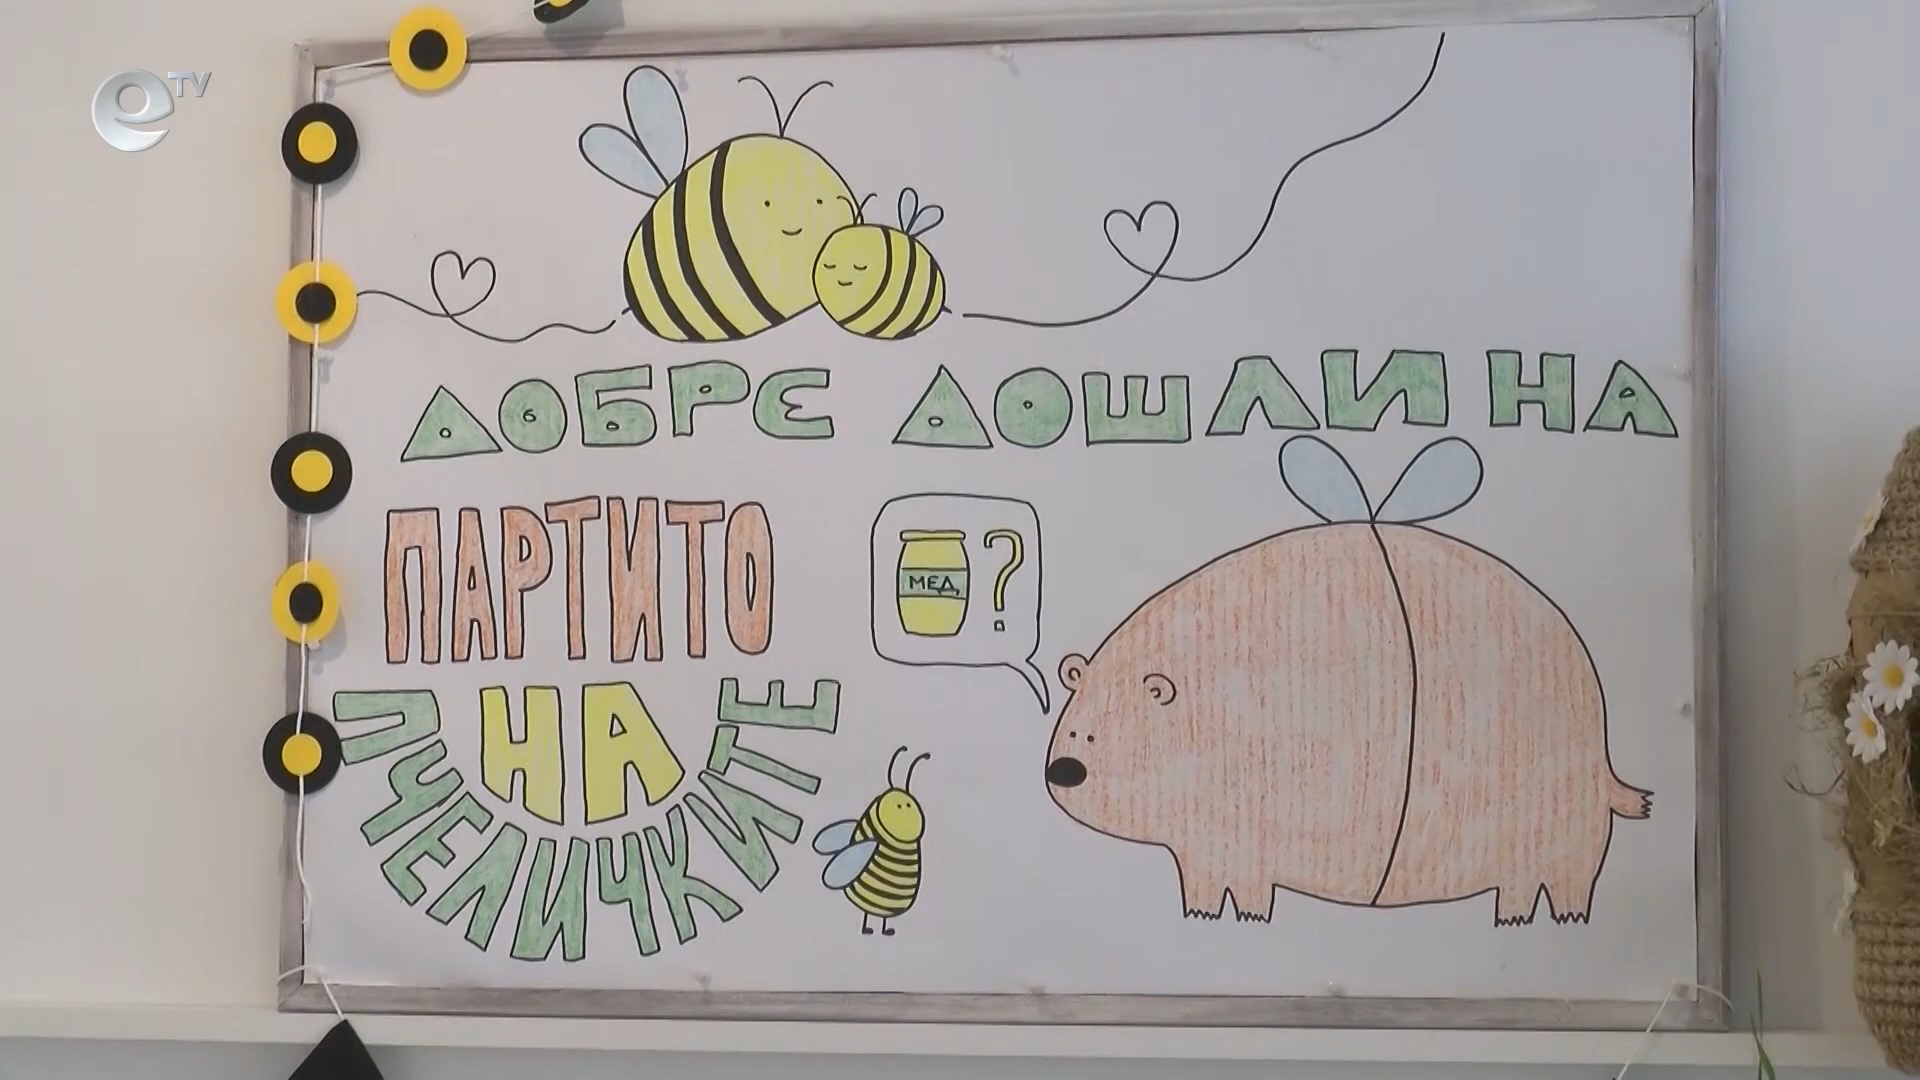 eTV
ДОБРЕ ДОШЛИ НА
ПАРТИТО
НА
ПЧЕЛИЧКИТЕ
МЕД
?